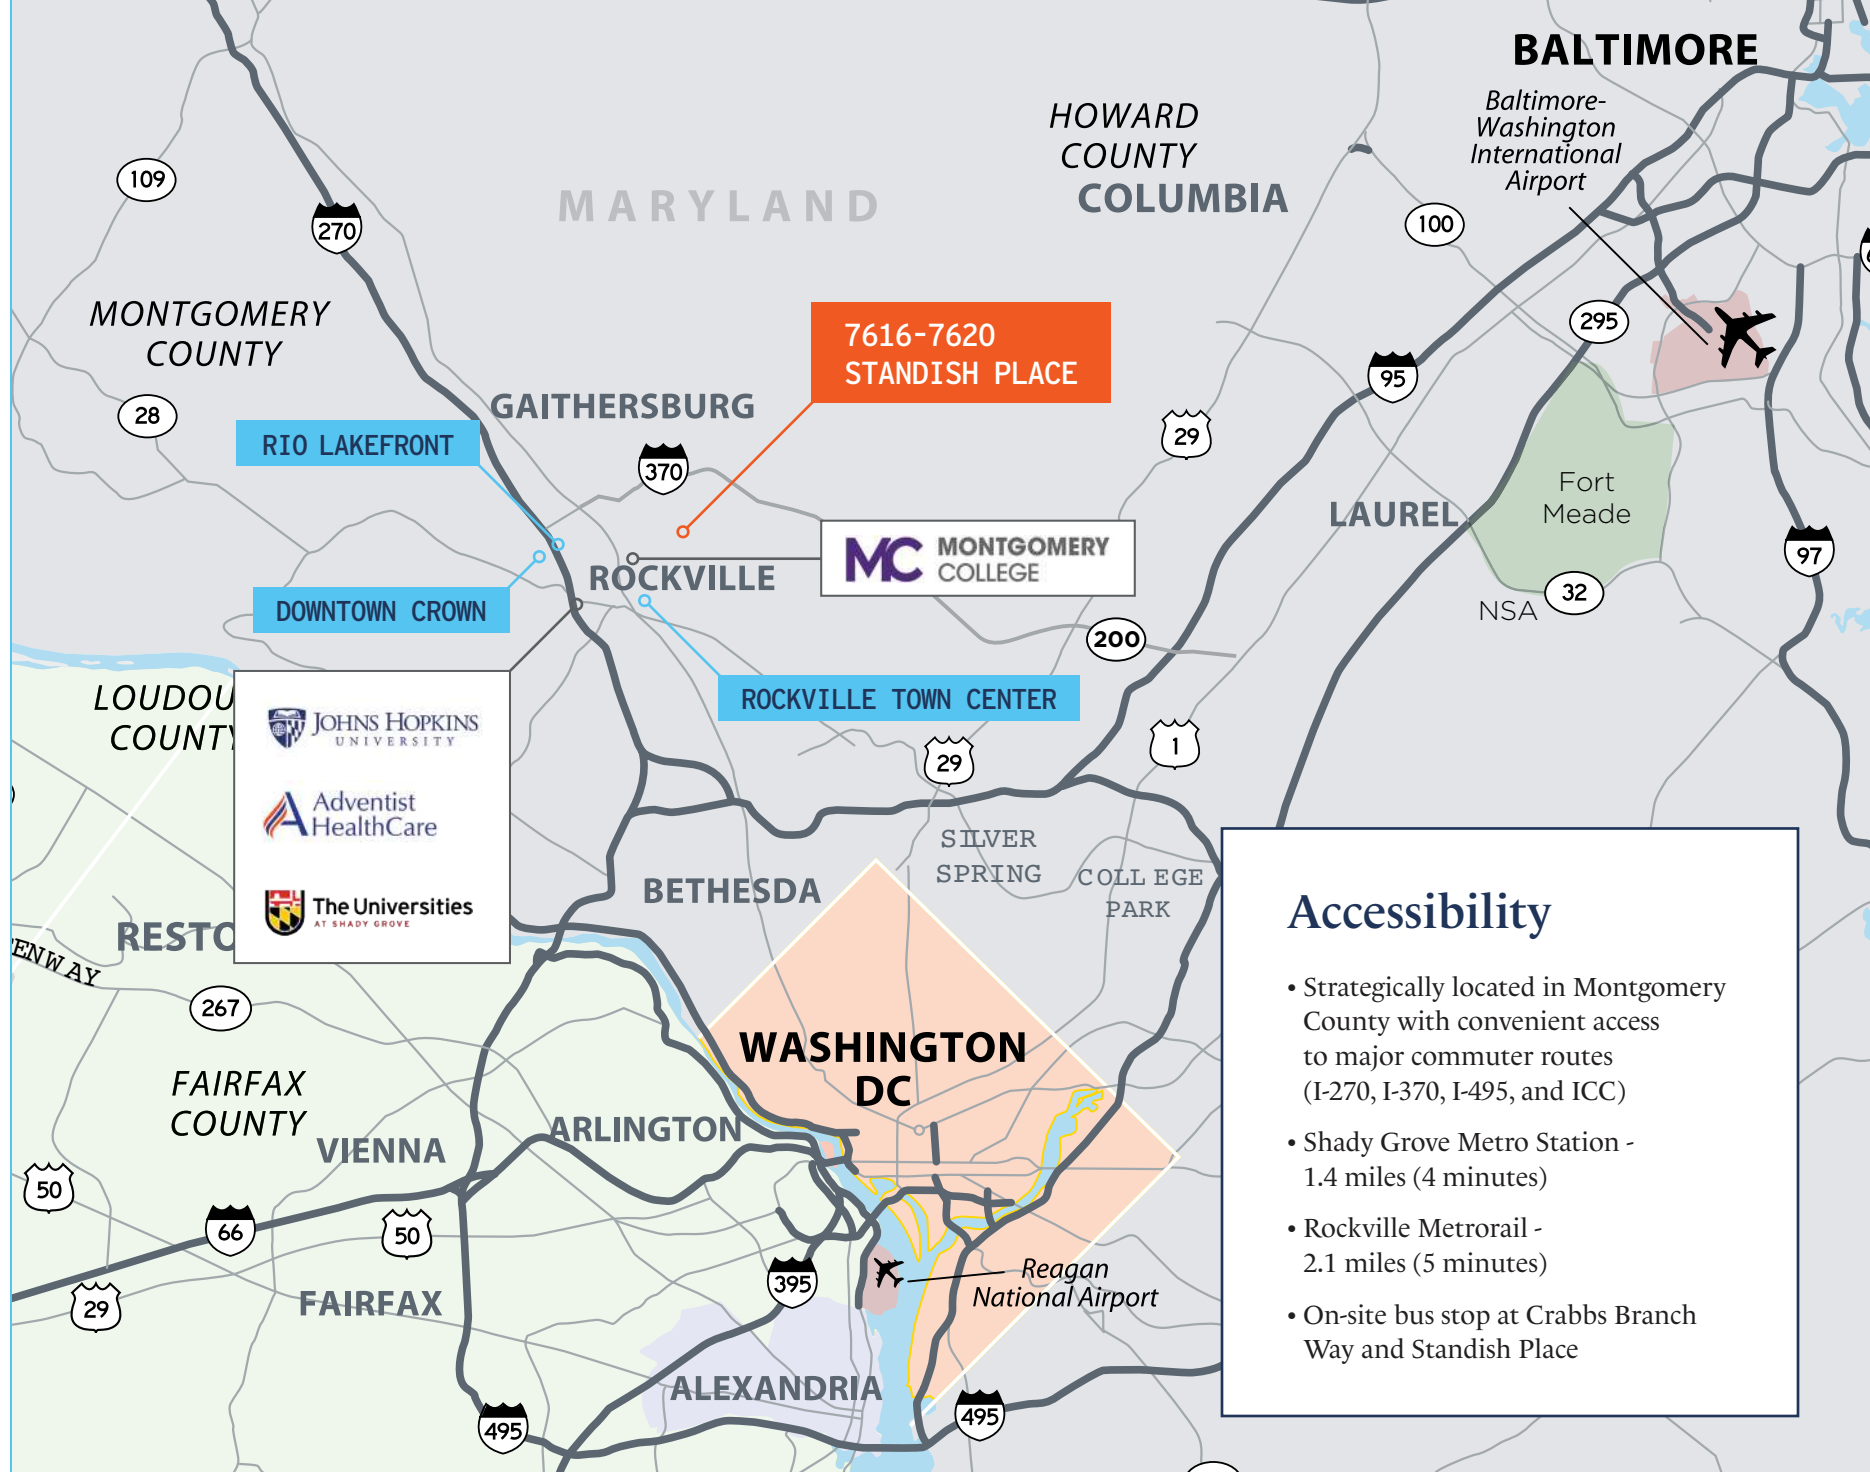 BALTIMORE
Baltimore-
Washington
International
Airport
HOWARD
COUNTY
COLUMBIA
MARYLAND
109
270
100
MONTGOMERY
COUNTY
7616-7620
STANDISH PLACE
295
95
28
GAITHERSBURG
RIO LAKEFRONT
370
29
Fort
Meade
LAUREL
97
MC MONTGOMERY
COLLEGE
ROCKVILLE
DOWNTOWN CROWN
32
NSA
200
ROCKVILLE TOWN CENTER
LOUDOU
COUNTY
JOHNS HOPKINS
UNIVERSITY
29
1
Adventist
HealthCare
SILVER
SPRING
COLLEGE
PARK
BETHESDA
The Universities
AT SHADY GROVE
RESTO
ENWAY
267
WASHINGTON
DC
FAIRFAX
COUNTY
ARLINGTON
VIENNA
50
66
50
395
29
FAIRFAX
Reagan
National Airport
ALEXANDRIA
495
495
Accessibility
• Strategically located in Montgomery
County with convenient access
to major commuter routes
(I-270, I-370, I-495, and ICC)
• Shady Grove Metro Station -
1.4 miles (4 minutes)
• Rockville Metrorail -
2.1 miles (5 minutes)
• On-site bus stop at Crabbs Branch
Way and Standish Place